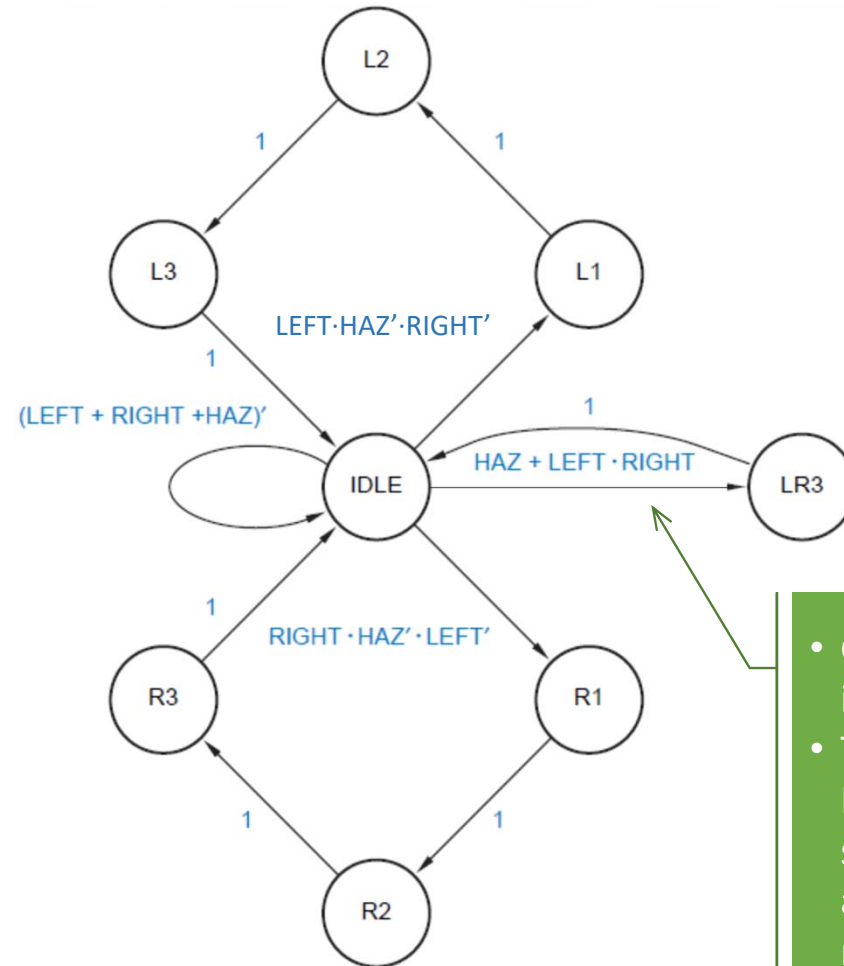 L2
1
1
L3
L1
LEFT·HAZ’·RIGHT’
1
(LEFT + RIGHT +HAZ)′
1
HAZ + LEFT · RIGHT
IDLE
LR3
1
RIGHT · HAZ′ · LEFT′
R3
R1
1
1
R2